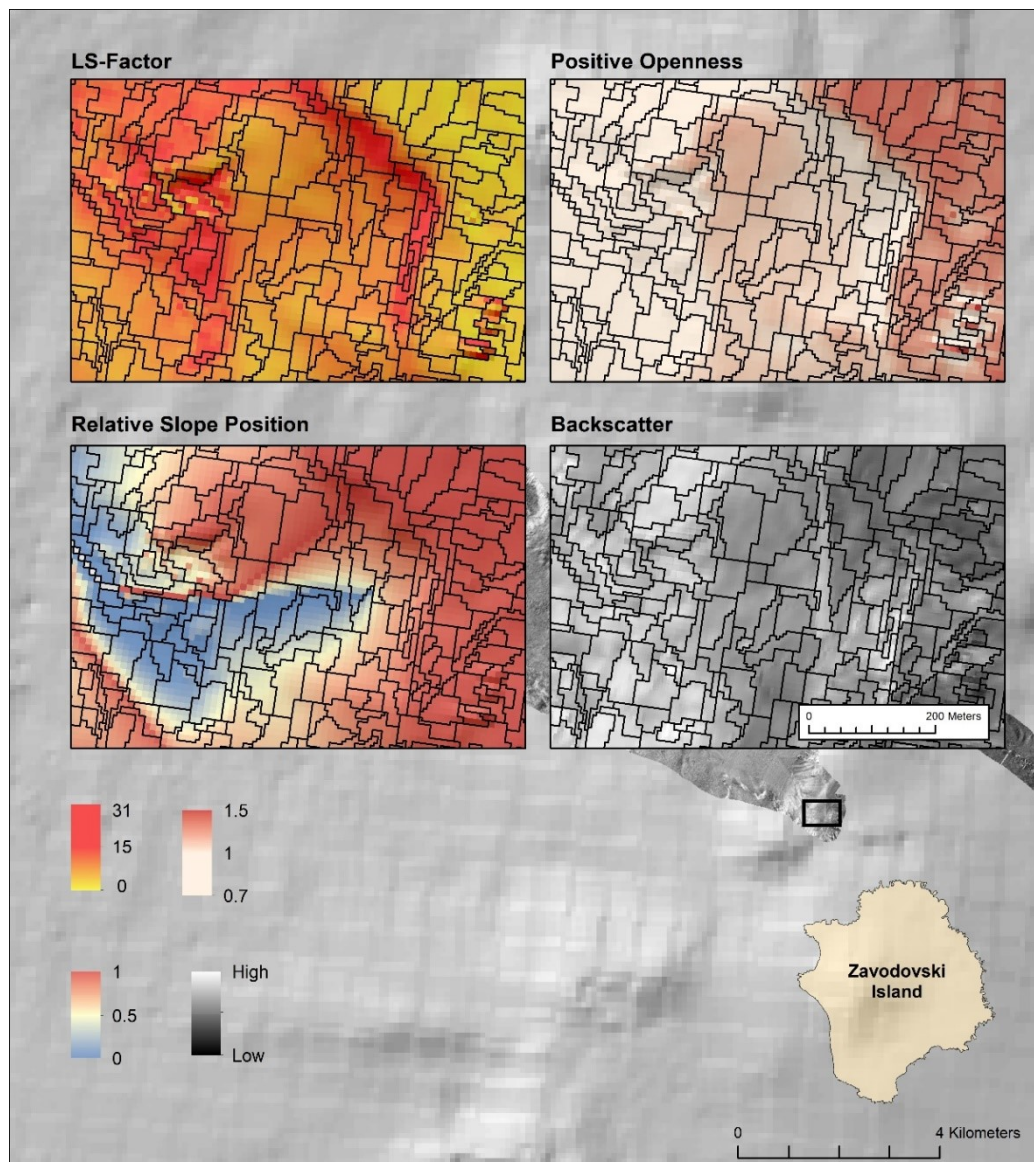 LS-Factor
Positive Openness
Relative Slope Position
Backscatter
0 200 Meters
31
15
0
1.5
1
0.7
1
0.5
0
High
Low
Zavodovski
Island
0 4 Kilometers